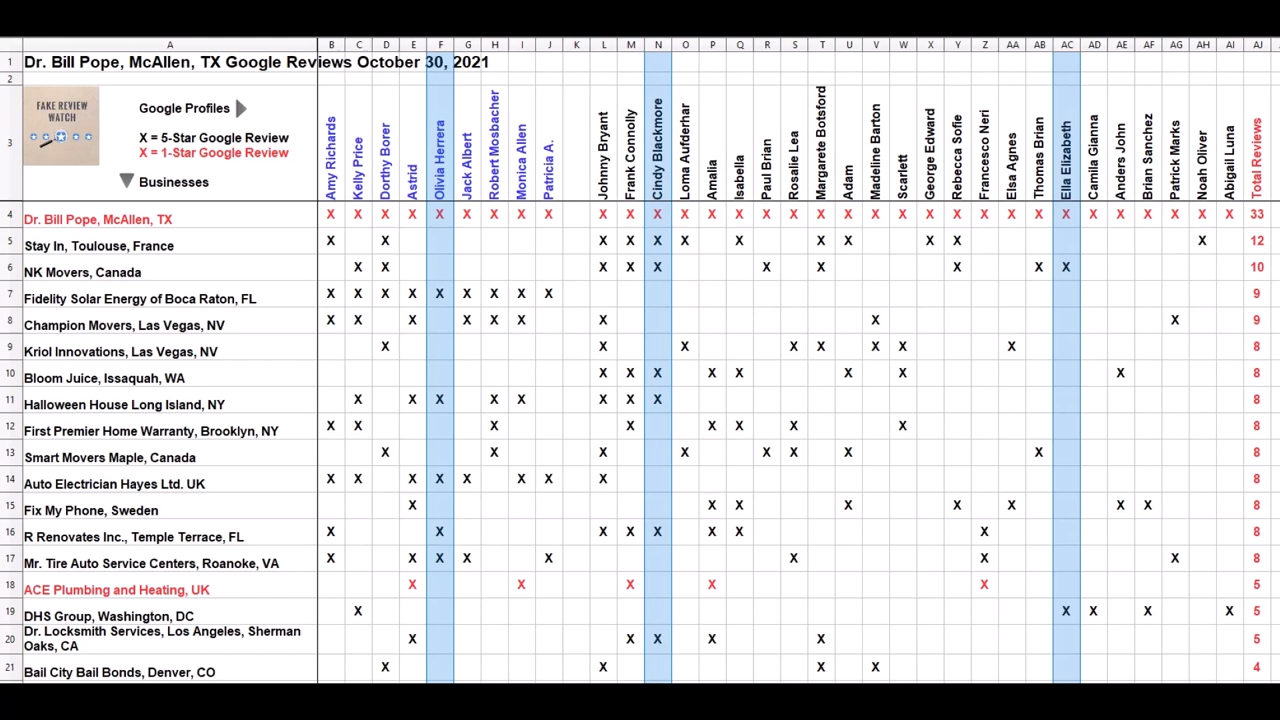 A B C D E F G H I J K L M N O P Q R S T U V W X Y Z AA AB AC AD AE AF AG AH AI AJ
1 Dr. Bill Pope, McAllen, TX Google Reviews October 30, 2021
2
3
FAKE REVIEW
WATCH
Google Profiles
X = 5-Star Google Review
X = 1-Star Google Review
Businesses
Amy Richards
Kelly Price
Dorthy Borer
Astrid
Olivia Herrera
Jack Albert
Robert Mosbacher
Monica Allen
Patricia A.
Johnny Bryant
Frank Connolly
Cindy Blackmore
Loma Auferhar
Amalia
Isabella
Paul Brian
Rosalie Lea
Margarete Botsford
Adam
Madeline Barton
Scarlett
George Edward
Rebecca Sofie
Francesco Neri
Elsa Agnes
Thomas Brian
Ella Elizabeth
Camila Gianna
Anders John
Brian Sanchez
Patrick Marks
Noah Oliver
Abigail Luna
Total Reviews
4 Dr. Bill Pope, McAllen, TX X X X X X X X X X X X X X X X X X X X X X X X X X X X X X X X X X 33
5 Stay In, Toulouse, France X X X X X X X X X X X X 12
6 NK Movers, Canada X X X X X X X X X X 10
7 Fidelity Solar Energy of Boca Raton, FL X X X X X X X X X 9
8 Champion Movers, Las Vegas, NV X X X X X X X X X 9
9 Kriol Innovations, Las Vegas, NV X X X X X X X X 8
10 Bloom Juice, Issaquah, WA X X X X X X X X 8
11 Halloween House Long Island, NY X X X X X X X X 8
12 First Premier Home Warranty, Brooklyn, NY X X X X X X X X 8
13 Smart Movers Maple, Canada X X X X X X X X 8
14 Auto Electrician Hayes Ltd. UK X X X X X X X X 8
15 Fix My Phone, Sweden X X X X X X X X 8
16 R Renovates Inc., Temple Terrace, FL X X X X X X X X 8
17 Mr. Tire Auto Service Centers, Roanoke, VA X X X X X X X X 8
18 ACE Plumbing and Heating, UK X X X X X 5
19 DHS Group, Washington, DC X X X X X 5
20 Dr. Locksmith Services, Los Angeles, Sherman
Oaks, CA X X X X X 5
21 Bail City Bail Bonds, Denver, CO X X X X 4